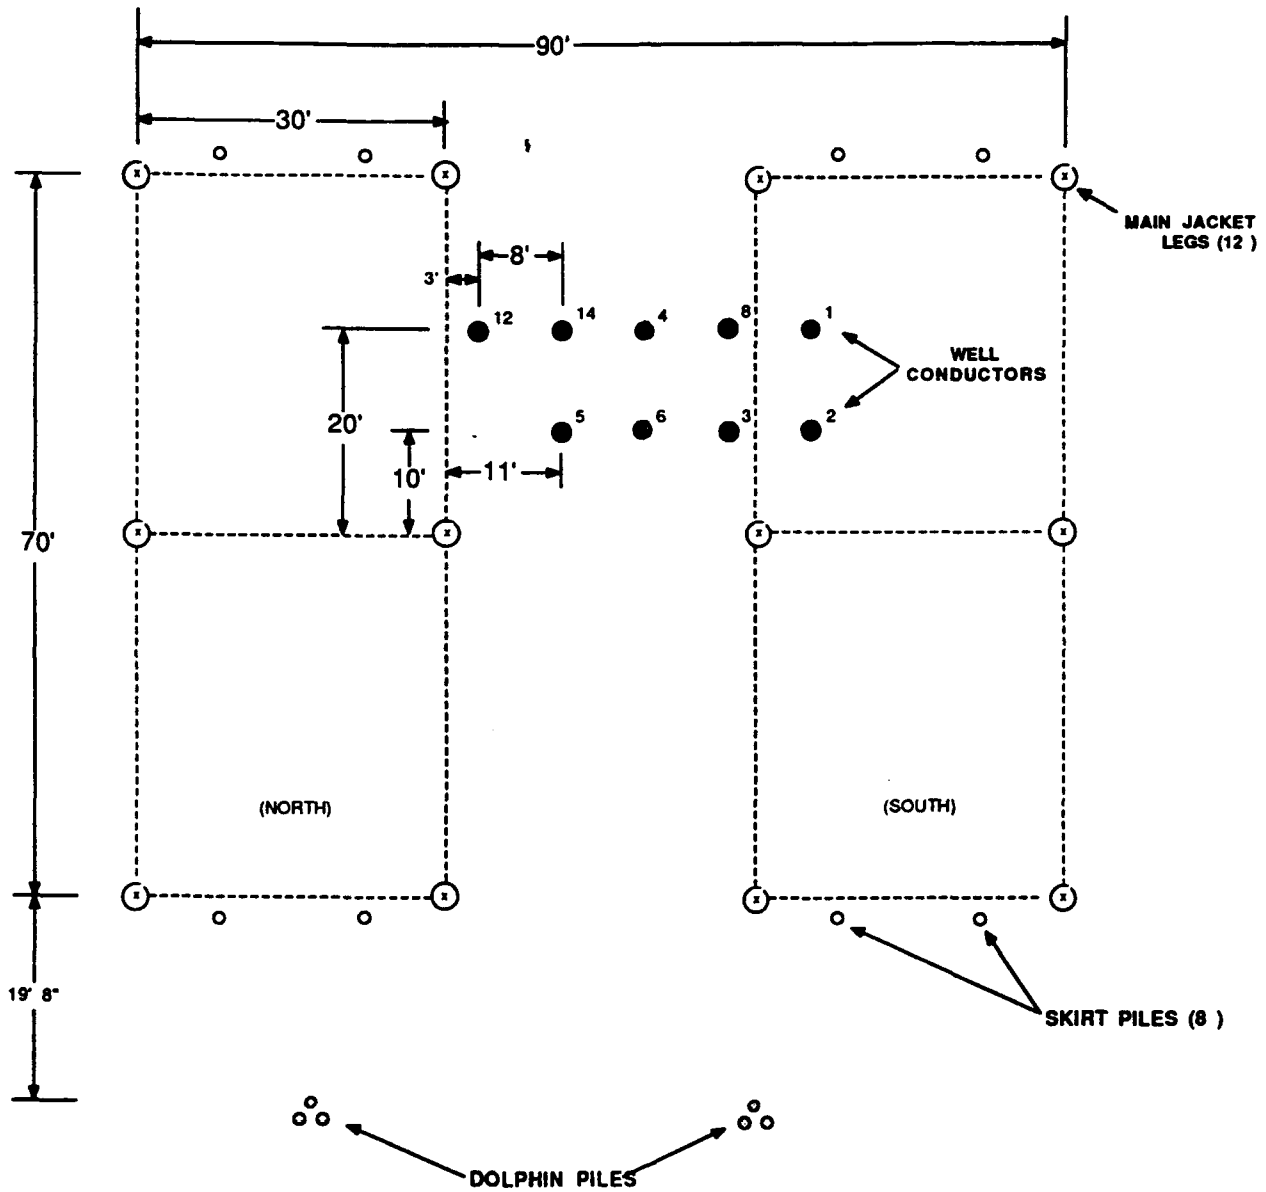 90'
30'
MAIN JACKET
LEGS (12 )
8'
3'
12
14
4
8
1
WELL
CONDUCTORS
20'
5
6
3
2
10'
11'
70'
(NORTH)
(SOUTH)
19' 8"
SKIRT PILES (8 )
DOLPHIN PILES